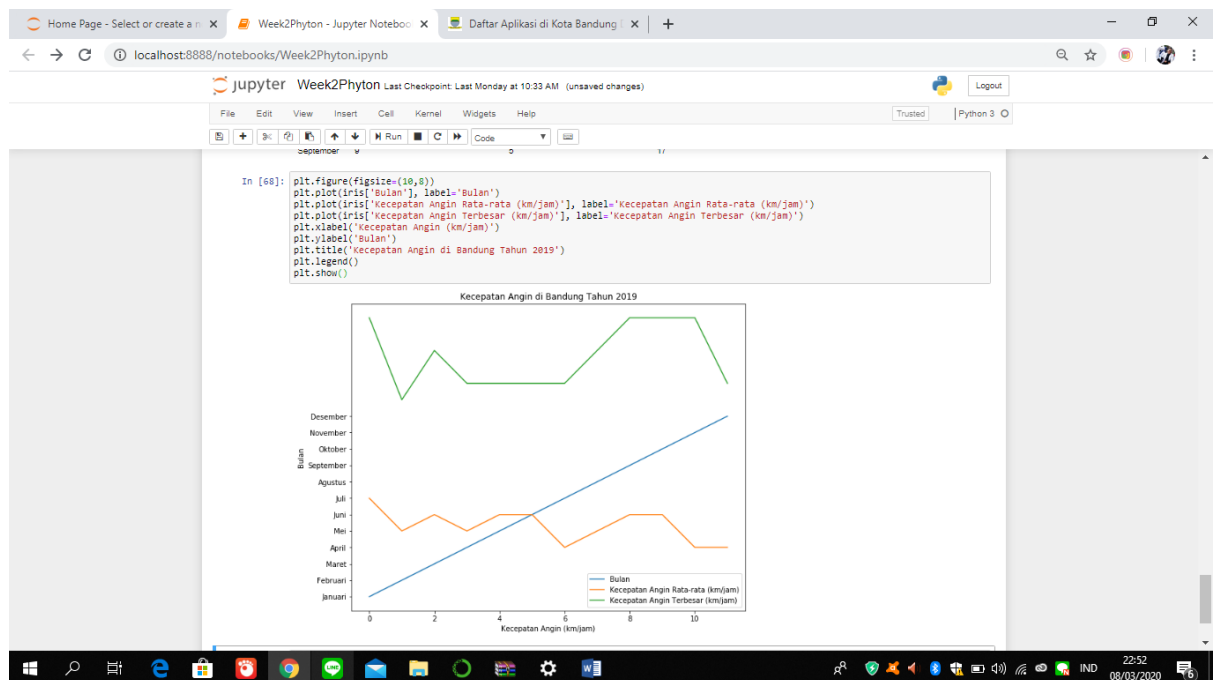 Home Page - Select or create a n
Week2Phyton - Jupyter Noteboo
Daftar Aplikasi di Kota Bandung
localhost:8888/notebooks/Week2Phyton.ipynb
jupyter Week2Phyton Last Checkpoint: Last Monday at 10:33 AM (unsaved changes)
Logout
File Edit View Insert Cell Kernel Widgets Help
Trusted Python 3
Run Code
September 9 5 17
In [68]: plt.figure(figsize=(10,8))
plt.plot(iris['Bulan'], label='Bulan')
plt.plot(iris['Kecepatan Angin Rata-rata (km/jam)'], label='Kecepatan Angin Rata-rata (km/jam)')
plt.plot(iris['Kecepatan Angin Terbesar (km/jam)'], label='Kecepatan Angin Terbesar (km/jam)')
plt.xlabel('Kecepatan Angin (km/jam)')
plt.ylabel('Bulan')
plt.title('Kecepatan Angin di Bandung Tahun 2019')
plt.legend()
plt.show()
Kecepatan Angin di Bandung Tahun 2019
Desember
November
Oktober
September
Agustus
Juli
Juni
Mei
April
Maret
Februari
Januari
Bulan
Bulan
Kecepatan Angin Rata-rata (km/jam)
Kecepatan Angin Terbesar (km/jam)
0 2 4 6 8 10
Kecepatan Angin (km/jam)
LINE
W
IND
22:52
08/03/2020
6